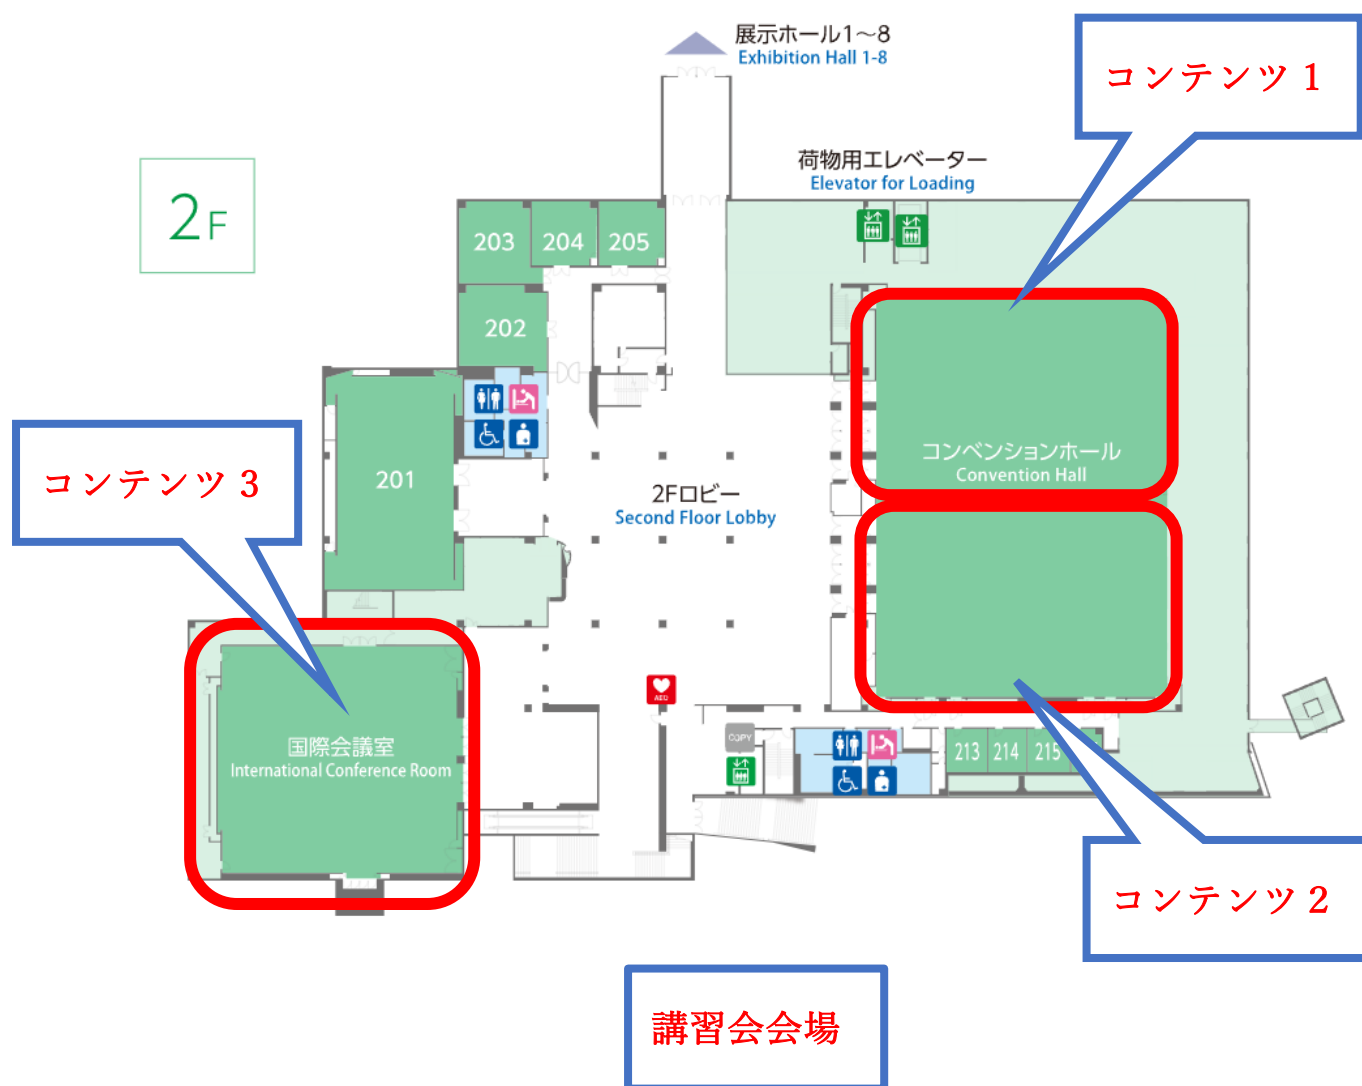 展示ホール1～8
Exhibition Hall 1-8
コンテンツ 1
荷物用エレベーター
Elevator for Loading
2F
203
204
205
202
コンテンツ 3
201
2Fロビー
Second Floor Lobby
コンベンションホール
Convention Hall
AED
COPY
213
214
215
国際会議室
International Conference Room
コンテンツ 2
講習会会場